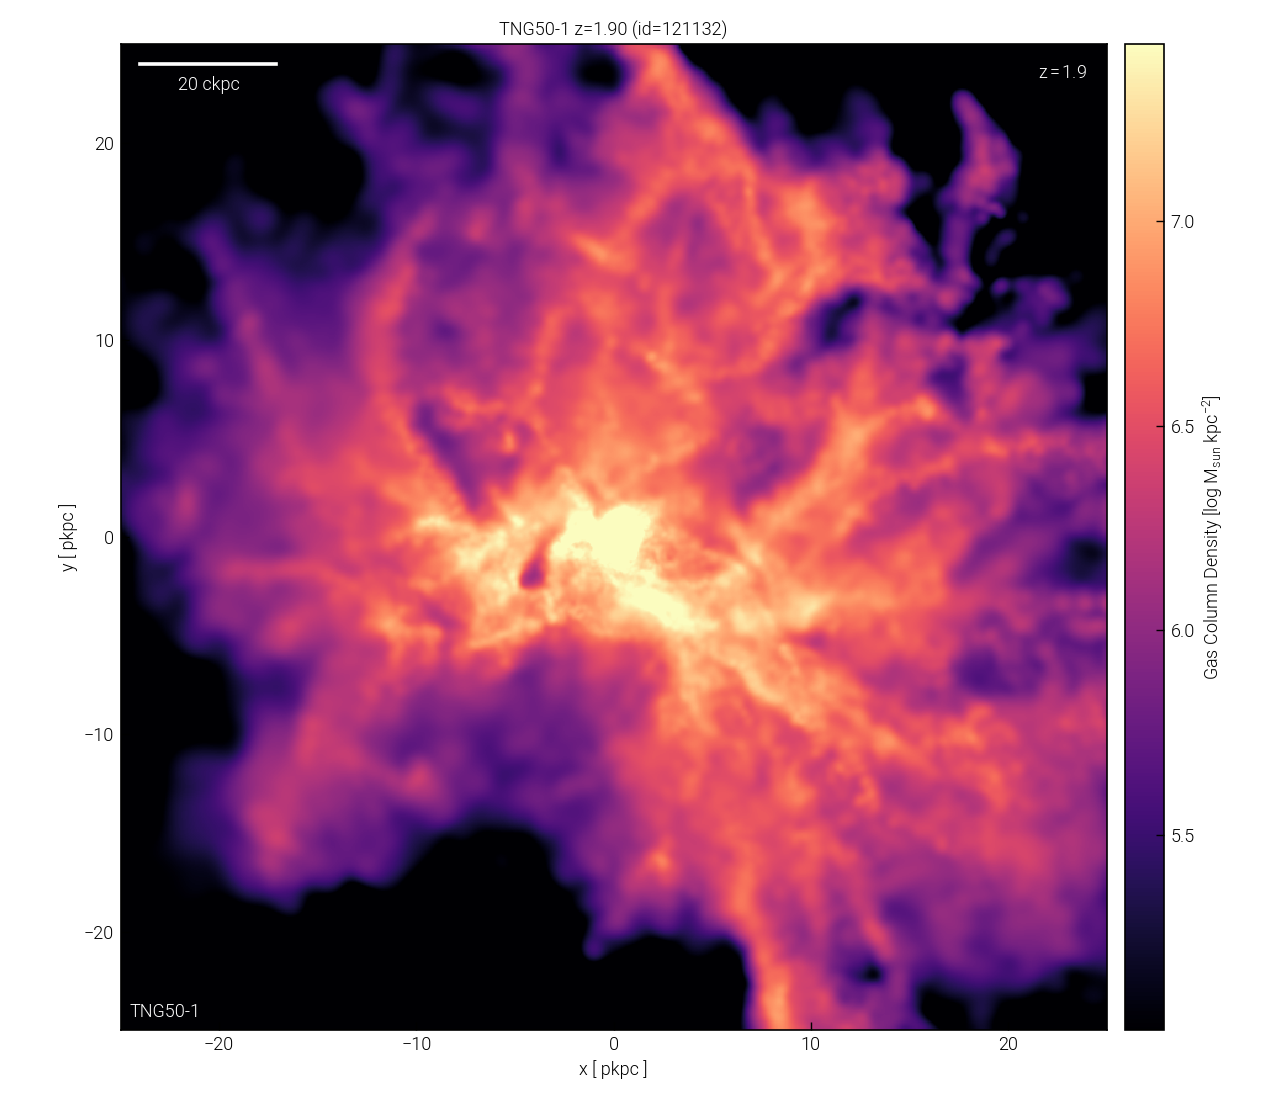 TNG50-1 z=1.90 (id=121132)
20 ckpc
z=1.9
20
10
0
−10
−20
y [ pkpc ]
TNG50-1
−20
−10
0
10
20
x [ pkpc ]
7.0
6.5
6.0
5.5
Gas Column Density [log M_sun kpc⁻²]